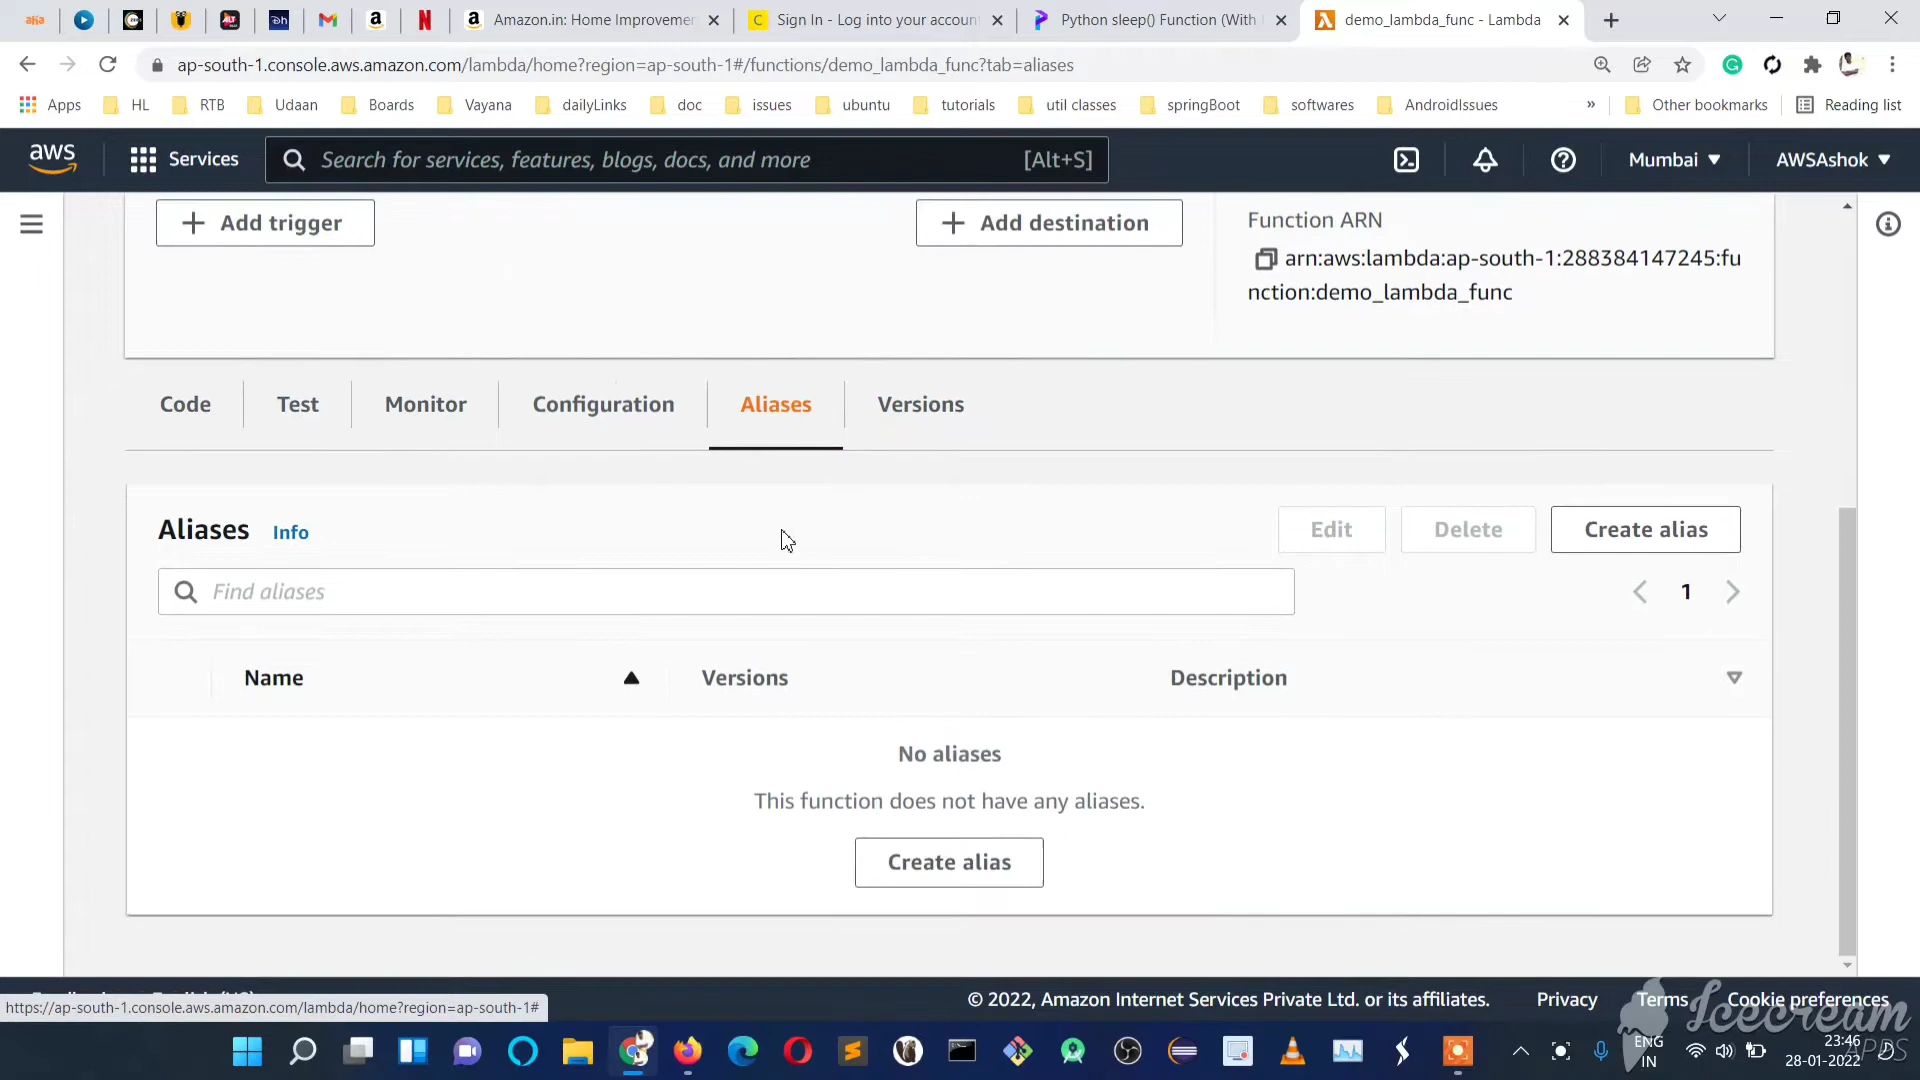 Amazon.in: Home Improvemen
Sign In - Log into your accoun
Python sleep() Function (With
demo_lambda_func - Lambda
ap-south-1.console.aws.amazon.com/lambda/home?region=ap-south-1#/functions/demo_lambda_func?tab=aliases
Apps HL RTB Udaan Boards Vayana dailyLinks doc issues ubuntu tutorials util classes springBoot softwares AndroidIssues » Other bookmarks Reading list
aws Services Search for services, features, blogs, docs, and more [Alt+S] Mumbai AWSAshok
+ Add trigger
+ Add destination
Function ARN
arn:aws:lambda:ap-south-1:288384147245:fu
nction:demo_lambda_func
Code Test Monitor Configuration Aliases Versions
Aliases Info Edit Delete Create alias
Find aliases 1
Name Versions Description
No aliases
This function does not have any aliases.
Create alias
© 2022, Amazon Internet Services Private Ltd. or its affiliates. Privacy Terms Cookie preferences
https://ap-south-1.console.aws.amazon.com/lambda/home?region=ap-south-1#
Icecream
APPS
ENG
IN
23:46
28-01-2022